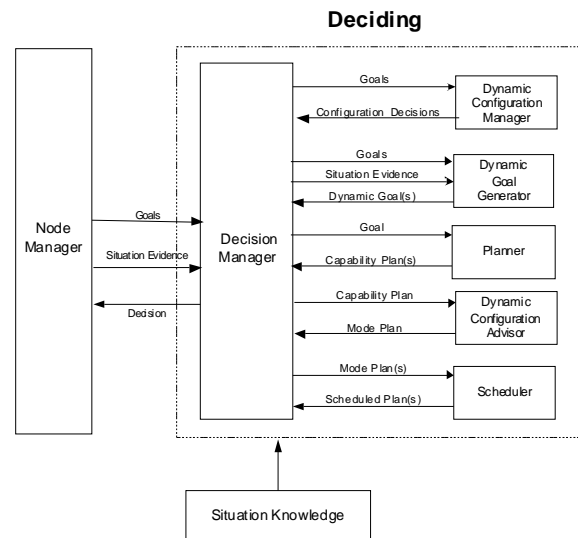 Deciding
Goals
Dynamic
Configuration
Manager
Configuration Decisions
Goals
Situation Evidence
Dynamic Goal(s)
Dynamic
Goal
Generator
Node
Manager
Goals
Situation Evidence
Decision
Decision
Manager
Goal
Capability Plan(s)
Planner
Capability Plan
Mode Plan
Dynamic
Configuration
Advisor
Mode Plan(s)
Scheduled Plan(s)
Scheduler
Situation Knowledge